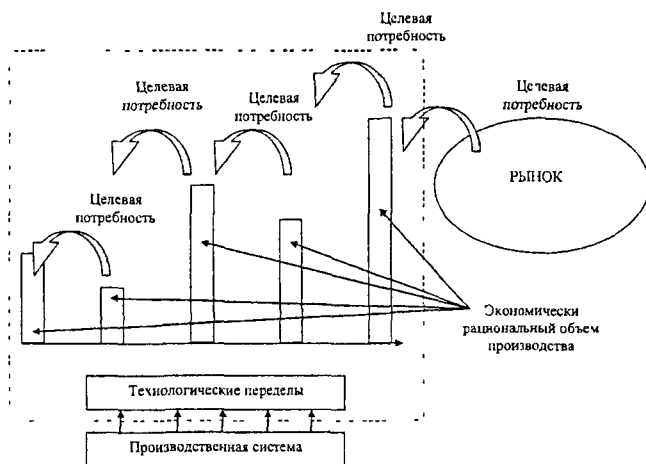 Целевая
потребность
Целевая
потребность
Целевая
потребность
Целевая
потребность
Целевая
потребность
РЫНОК
Экономически
рациональный объем
производства
Технологические переделы
Производственная система